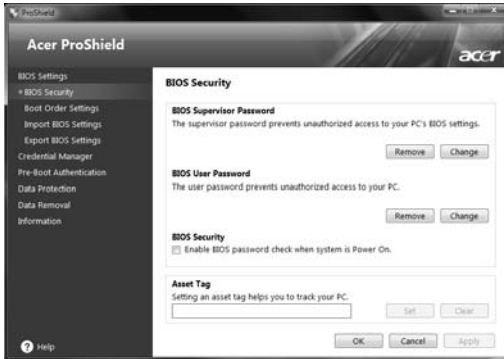 ProShield
Acer ProShield
acer
BIOS Settings
BIOS Security
Boot Order Settings
Import BIOS Settings
Export BIOS Settings
Credential Manager
Pre-Boot Authentication
Data Protection
Data Removal
Information
Help
BIOS Security
BIOS Supervisor Password
The supervisor password prevents unauthorized access to your PC's BIOS settings.
Remove Change
BIOS User Password
The user password prevents unauthorized access to your PC.
Remove Change
BIOS Security
Enable BIOS password check when system is Power On.
Asset Tag
Setting an asset tag helps you to track your PC.
Set Clear
OK Cancel Apply